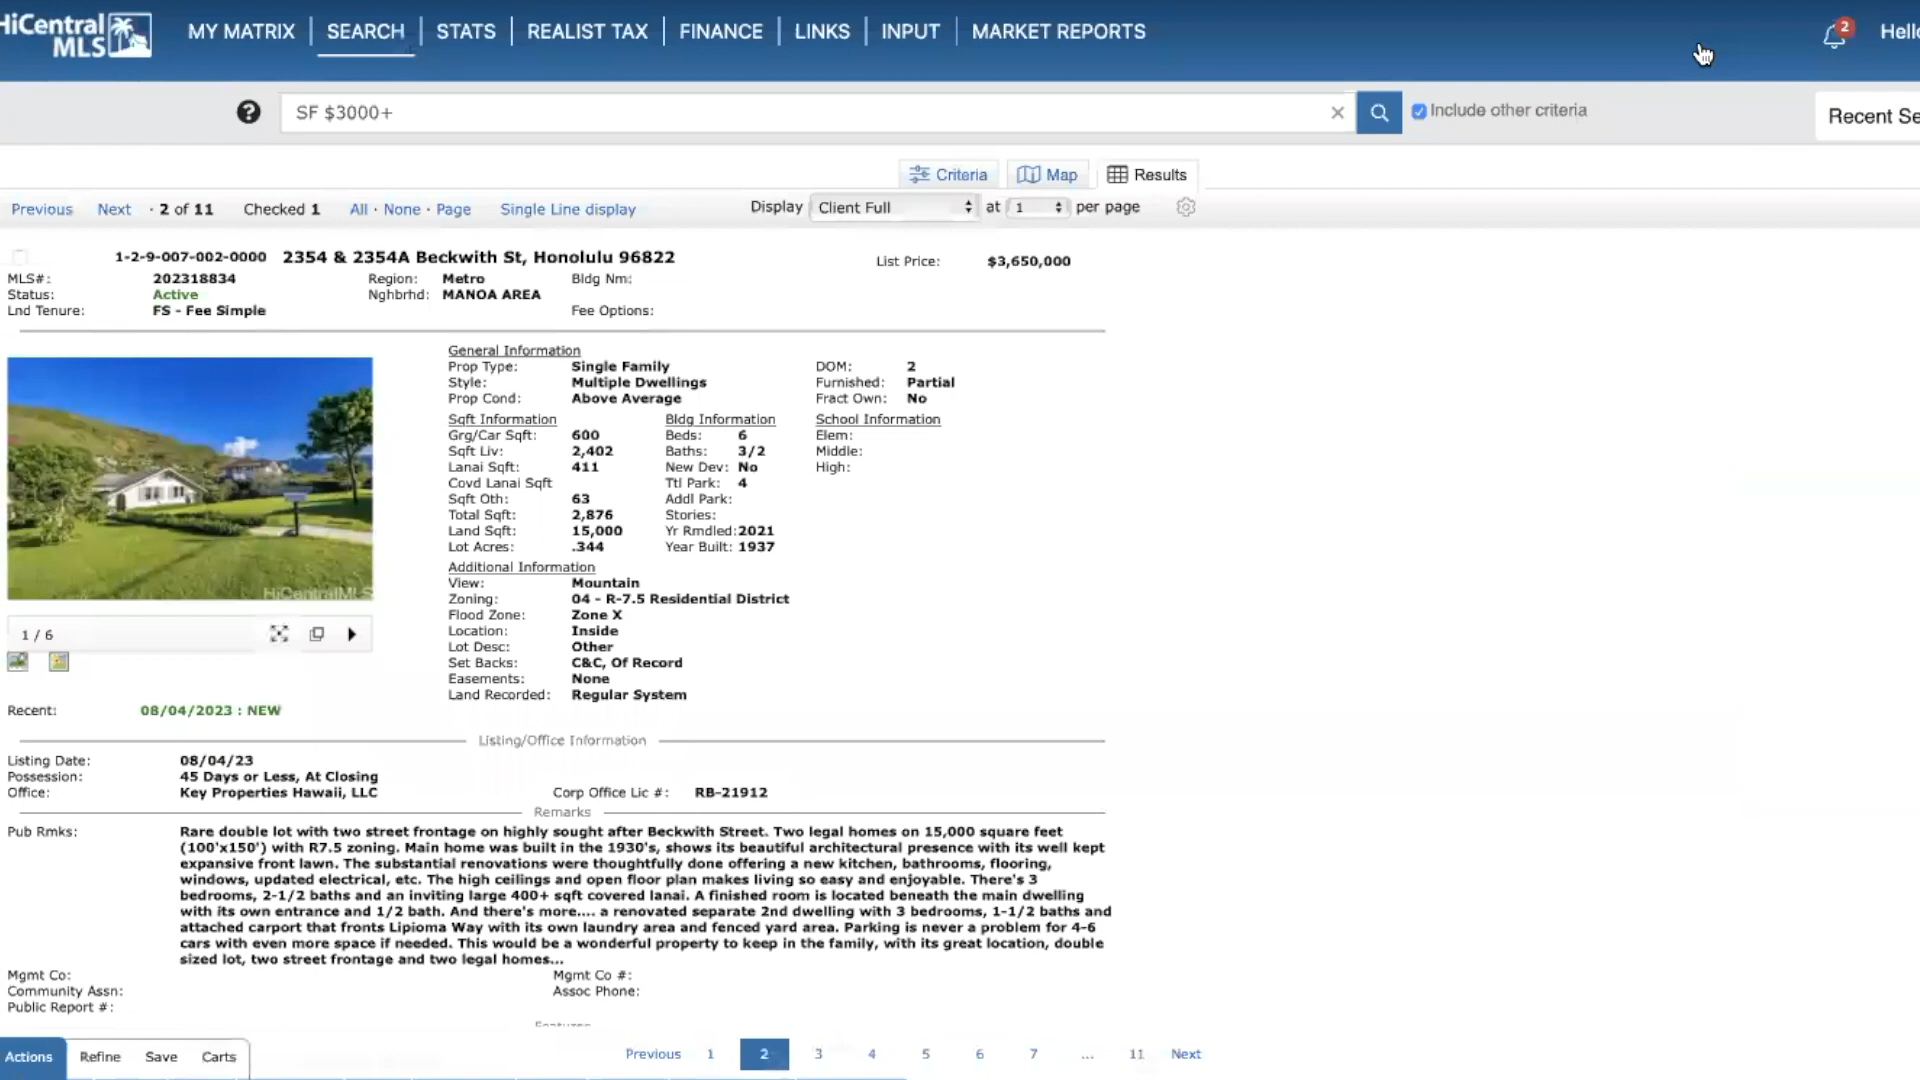 HiCentral MLS
MY MATRIX SEARCH STATS REALIST TAX FINANCE LINKS INPUT MARKET REPORTS 2
? SF $3000+ Include other criteria Recent
Criteria Map Results
Previous Next · 2 of 11 Checked 1 All · None · Page Single Line display Display Client Full at 1 per page
1-2-9-007-002-0000 2354 & 2354A Beckwith St, Honolulu 96822 List Price: $3,650,000
MLS#: 202318834 Region: Metro Bldg Nm:
Status: Active Nghbrhd: MANOA AREA
Lnd Tenure: FS - Fee Simple Fee Options:
General Information
Prop Type: Single Family DOM: 2
Style: Multiple Dwellings Furnished: Partial
Prop Cond: Above Average Fract Own: No
Sqft Information Bldg Information School Information
Grg/Car Sqft: 600 Beds: 6 Elem:
Sqft Liv: 2,402 Baths: 3/2 Middle:
Lanai Sqft: 411 New Dev: No High:
Covd Lanai Sqft Ttl Park: 4
Sqft Oth: 63 Addl Park:
Total Sqft: 2,876 Stories:
Land Sqft: 15,000 Yr Rmdled: 2021
Lot Acres: .344 Year Built: 1937
Additional Information
View: Mountain
Zoning: 04 - R-7.5 Residential District
Flood Zone: Zone X
Location: Inside
Lot Desc: Other
Set Backs: C&C, Of Record
Easements: None
Land Recorded: Regular System
HiCentralMLS
1 / 6
Recent: 08/04/2023 : NEW
Listing/Office Information
Listing Date: 08/04/23
Possession: 45 Days or Less, At Closing
Office: Key Properties Hawaii, LLC Corp Office Lic #: RB-21912
Remarks
Pub Rmks: Rare double lot with two street frontage on highly sought after Beckwith Street. Two legal homes on 15,000 square feet
(100'x150') with R7.5 zoning. Main home was built in the 1930's, shows its beautiful architectural presence with its well kept
expansive front lawn. The substantial renovations were thoughtfully done offering a new kitchen, bathrooms, flooring,
windows, updated electrical, etc. The high ceilings and open floor plan makes living so easy and enjoyable. There's 3
bedrooms, 2-1/2 baths and an inviting large 400+ sqft covered lanai. A finished room is located beneath the main dwelling
with its own entrance and 1/2 bath. And there's more.... a renovated separate 2nd dwelling with 3 bedrooms, 1-1/2 baths and
attached carport that fronts Lipioma Way with its own laundry area and fenced yard area. Parking is never a problem for 4-6
cars with even more space if needed. This would be a wonderful property to keep in the family, with its great location, double
sized lot, two street frontage and two legal homes...
Mgmt Co: Mgmt Co #:
Community Assn: Assoc Phone:
Public Report #:
Features
Actions Refine Save Carts Previous 1 2 3 4 5 6 7 ... 11 Next